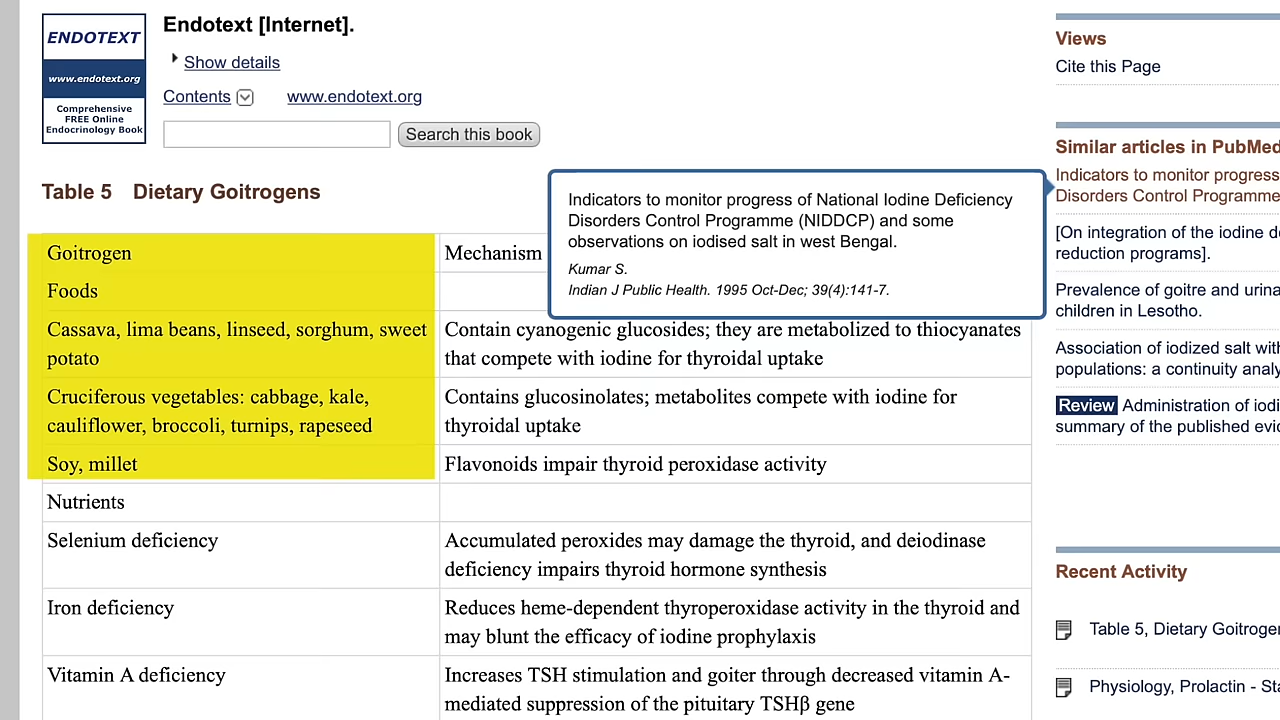 ENDOTEXT
www.endotext.org
Comprehensive
FREE Online
Endocrinology Book
Endotext [Internet].
Show details
Contents
www.endotext.org
Search this book
Table 5 Dietary Goitrogens
Goitrogen
Mechanism
Foods
Cassava, lima beans, linseed, sorghum, sweet
potato
Contain cyanogenic glucosides; they are metabolized to thiocyanates
that compete with iodine for thyroidal uptake
Cruciferous vegetables: cabbage, kale,
cauliflower, broccoli, turnips, rapeseed
Contains glucosinolates; metabolites compete with iodine for
thyroidal uptake
Soy, millet
Flavonoids impair thyroid peroxidase activity
Nutrients
Selenium deficiency
Accumulated peroxides may damage the thyroid, and deiodinase
deficiency impairs thyroid hormone synthesis
Iron deficiency
Reduces heme-dependent thyroperoxidase activity in the thyroid and
may blunt the efficacy of iodine prophylaxis
Vitamin A deficiency
Increases TSH stimulation and goiter through decreased vitamin A-
mediated suppression of the pituitary TSHβ gene
Indicators to monitor progress of National Iodine Deficiency
Disorders Control Programme (NIDDCP) and some
observations on iodised salt in west Bengal.
Kumar S.
Indian J Public Health. 1995 Oct-Dec; 39(4):141-7.
Views
Cite this Page
Similar articles in PubMed
Indicators to monitor progress
Disorders Control Programme
[On integration of the iodine
reduction programs].
Prevalence of goitre and
children in Lesotho.
Association of iodized salt
populations: a continuity
Review Administration of
summary of the published
Recent Activity
Table 5, Dietary
Physiology, Prolactin -